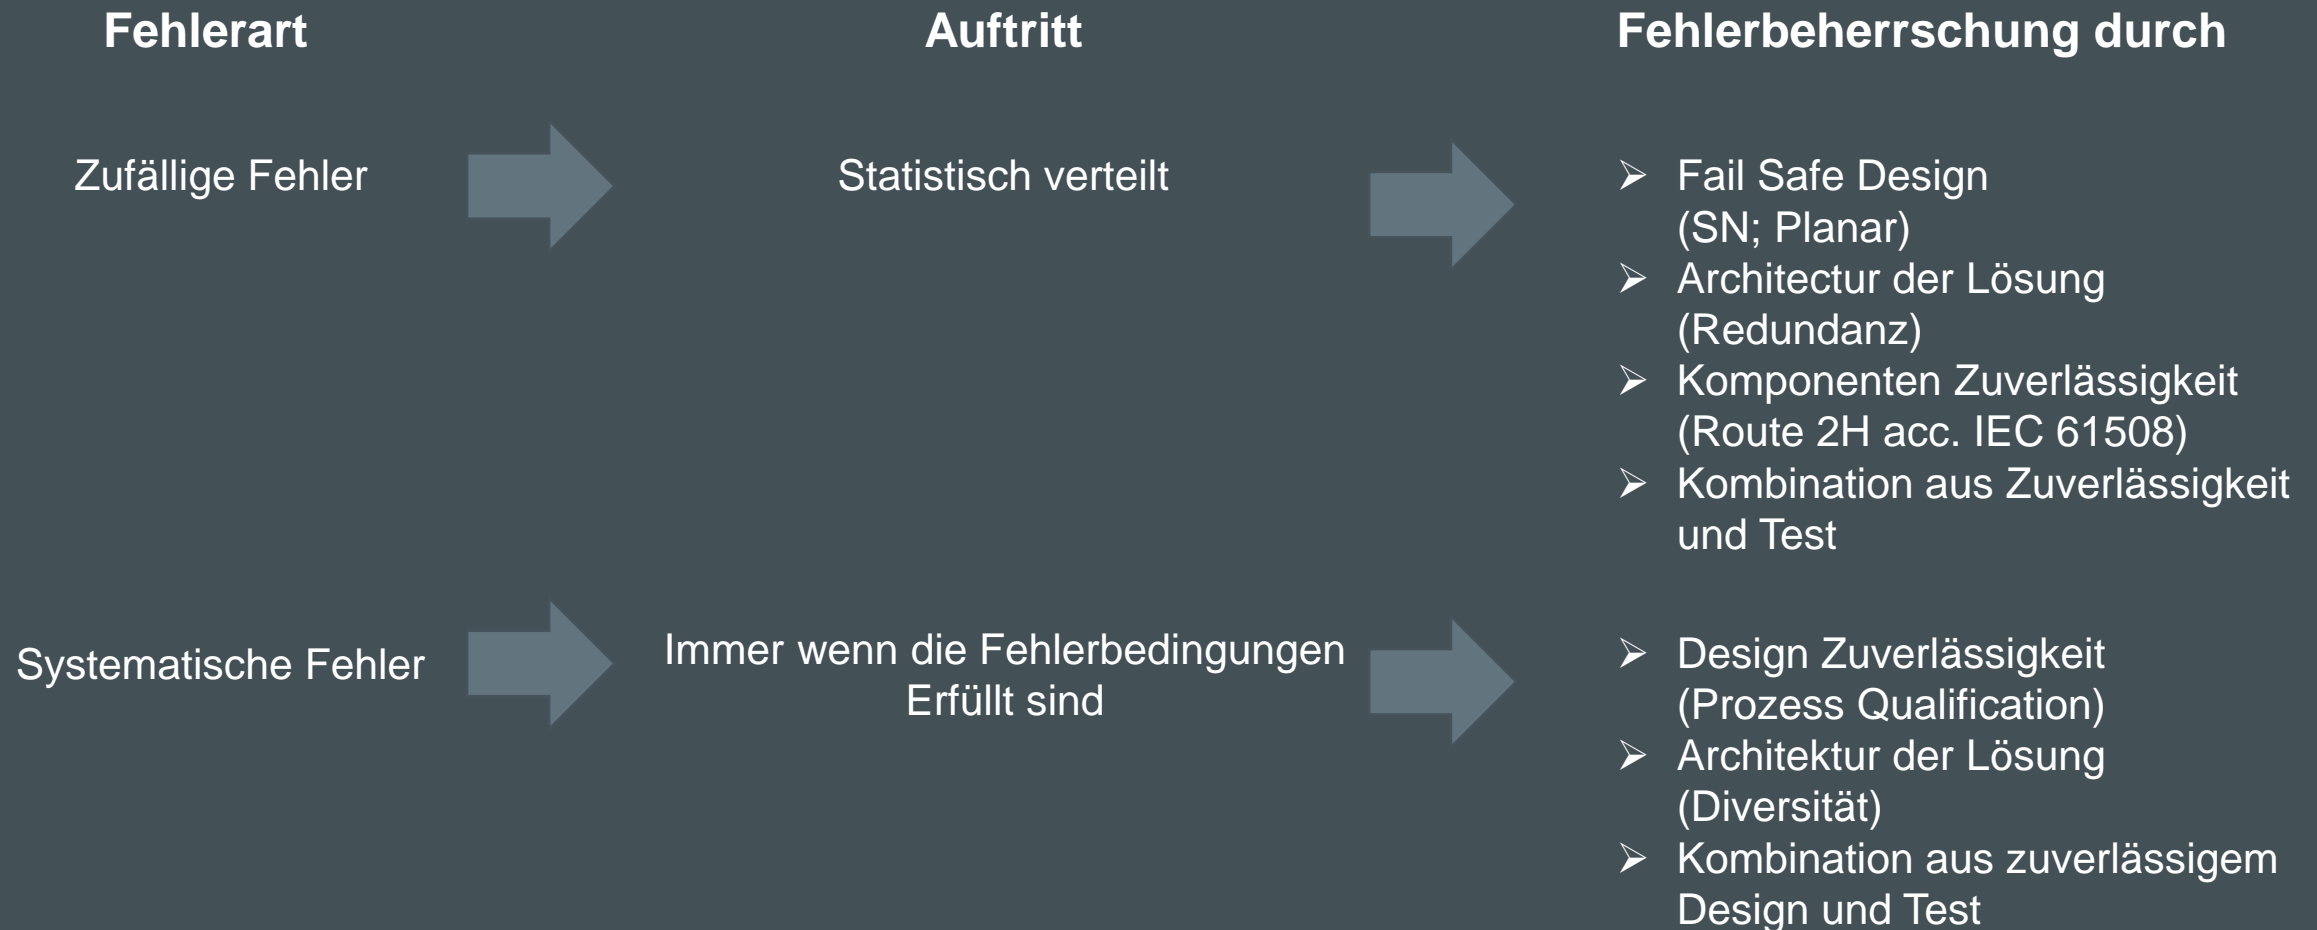 Fehlerart
Auftritt
Fehlerbeherrschung durch
Zufällige Fehler
Statistisch verteilt
➢ Fail Safe Design
(SN; Planar)
➢ Architectur der Lösung
(Redundanz)
➢ Komponenten Zuverlässigkeit
(Route 2H acc. IEC 61508)
➢ Kombination aus Zuverlässigkeit
und Test
Systematische Fehler
Immer wenn die Fehlerbedingungen
Erfüllt sind
➢ Design Zuverlässigkeit
(Prozess Qualification)
➢ Architektur der Lösung
(Diversität)
➢ Kombination aus zuverlässigem
Design und Test